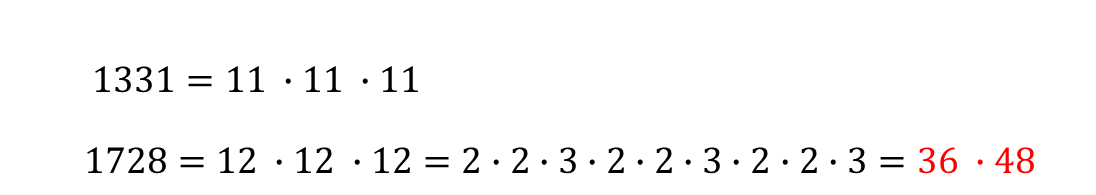 1331 = 11 · 11 · 11
1728 = 12 · 12 · 12 = 2 · 2 · 3 · 2 · 2 · 3 · 2 · 2 · 3 = 36 · 48